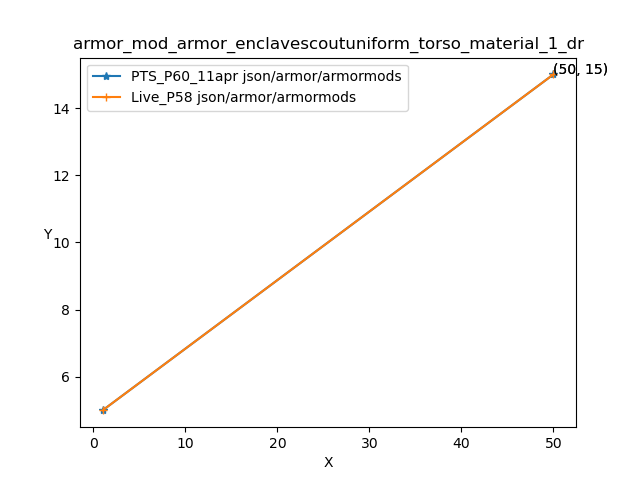 armor_mod_armor_enclavescoutuniform_torso_material_1_dr
(50, 15)
PTS_P60_11apr json/armor/armormods
Live_P58 json/armor/armormods
14
12
Y
10
8
6
0
10
20
30
40
50
X